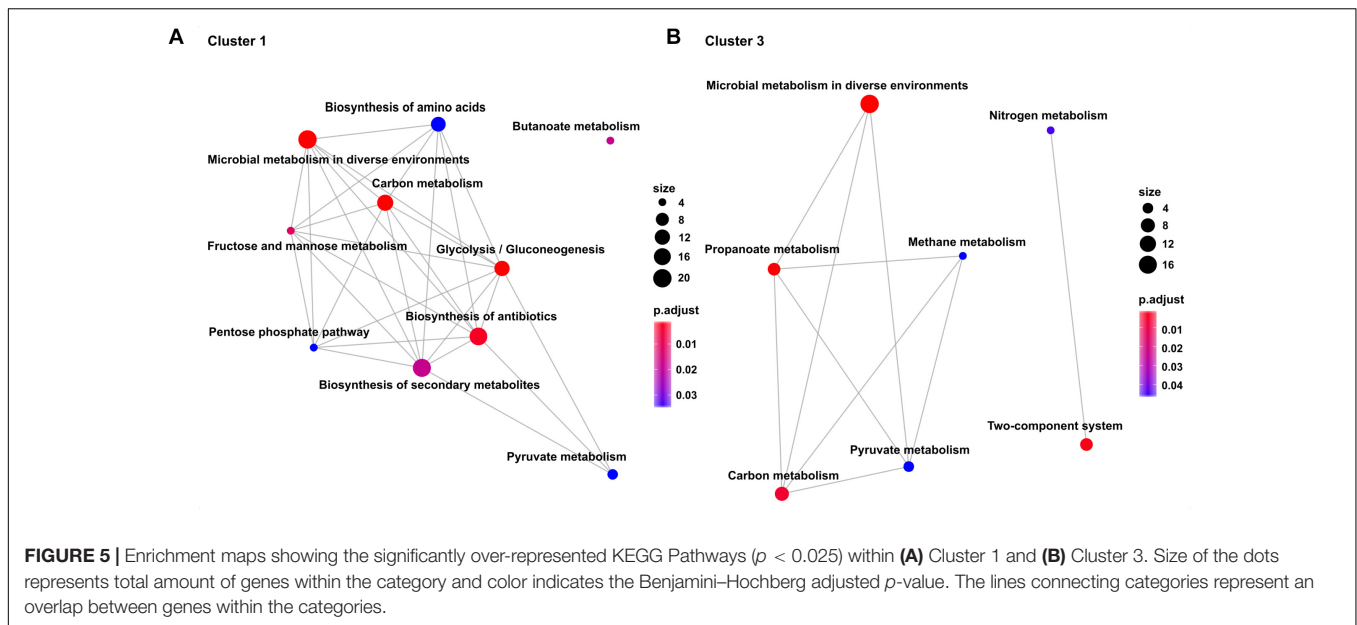 A Cluster 1
Biosynthesis of amino acids
Butanoate metabolism
Microbial metabolism in diverse environments
Carbon metabolism
Fructose and mannose metabolism
Glycolysis / Gluconeogenesis
Biosynthesis of antibiotics
Pentose phosphate pathway
Biosynthesis of secondary metabolites
Pyruvate metabolism
size
4
8
12
16
20
p.adjust
0.01
0.02
0.03
B Cluster 3
Microbial metabolism in diverse environments
Nitrogen metabolism
Propanoate metabolism
Methane metabolism
Two-component system
Pyruvate metabolism
Carbon metabolism
size
4
8
12
16
p.adjust
0.01
0.02
0.03
0.04
FIGURE 5 | Enrichment maps showing the significantly over-represented KEGG Pathways (p < 0.025) within (A) Cluster 1 and (B) Cluster 3. Size of the dots
represents total amount of genes within the category and color indicates the Benjamini–Hochberg adjusted p-value. The lines connecting categories represent an
overlap between genes within the categories.